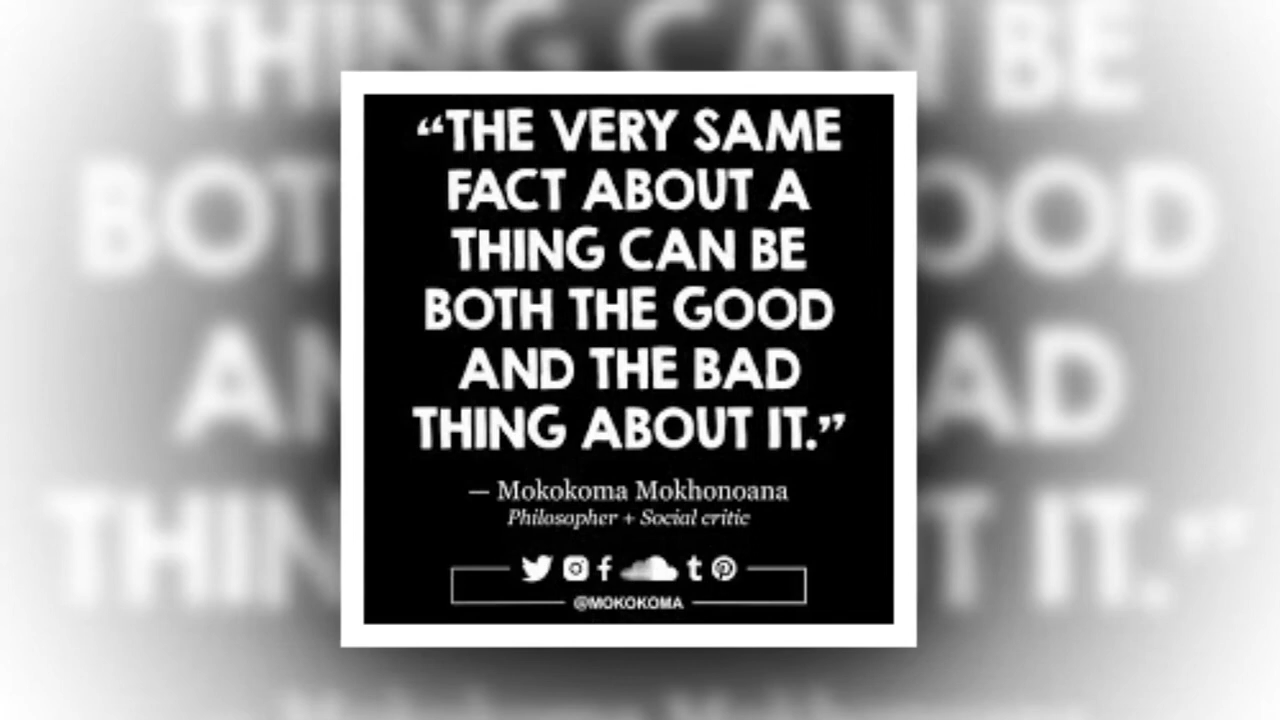 “THE VERY SAME
FACT ABOUT A
THING CAN BE
BOTH THE GOOD
AND THE BAD
THING ABOUT IT.”
— Mokokoma Mokhonoana
Philosopher + Social critic
@MOKOKOMA